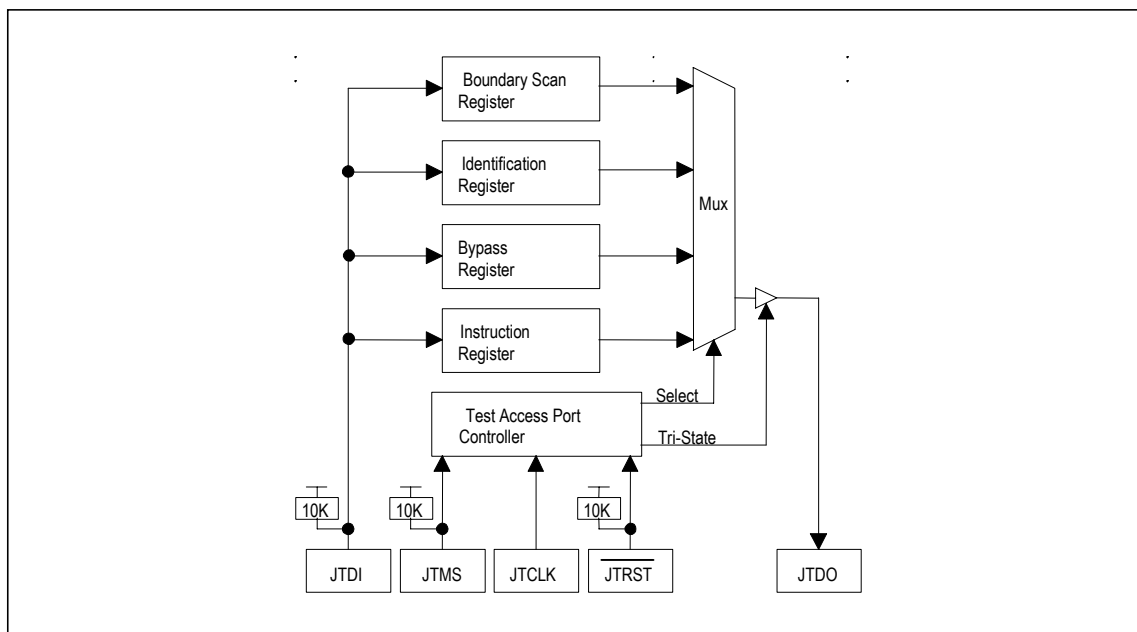 Boundary Scan
Register
Identification
Register
Mux
Bypass
Register
Instruction
Register
Select
Test Access Port
Controller
Tri-State
10K
10K
10K
JTDI
JTMS
JTCLK
JTRST
JTDO